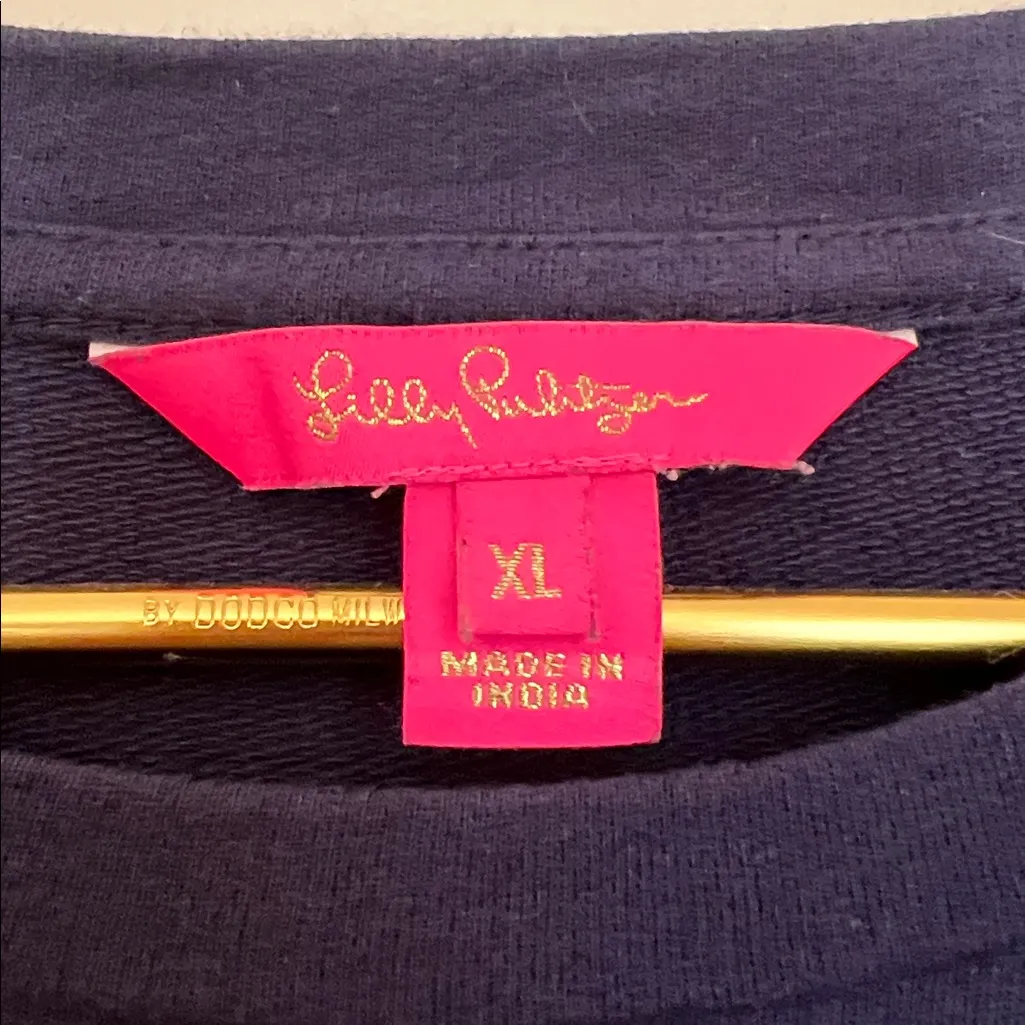 Lilly Pulitzer
XL
BY DODCO MILW
MADE IN
INDIA